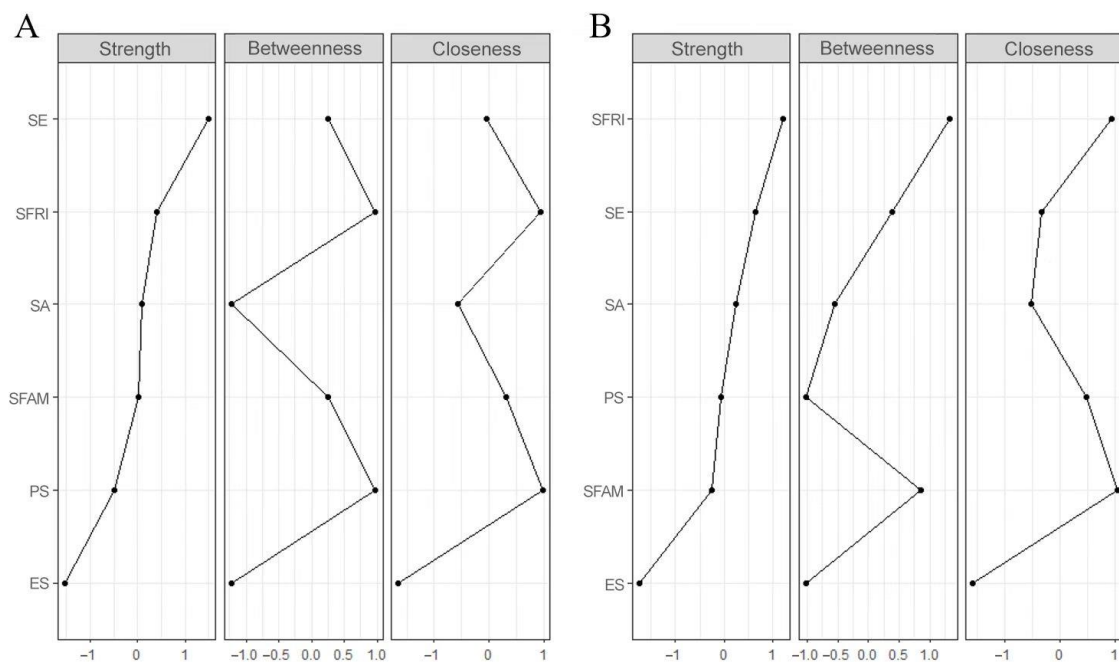 A
Strength Betweenness Closeness
SE
SFRI
SA
SFAM
PS
ES
−1 0 1 −1.0 −0.5 0.0 0.5 1.0 −1 0 1
B
Strength Betweenness Closeness
SFRI
SE
SA
PS
SFAM
ES
−1 0 1 −1.0 −0.5 0.0 0.5 1.0 −1 0 1